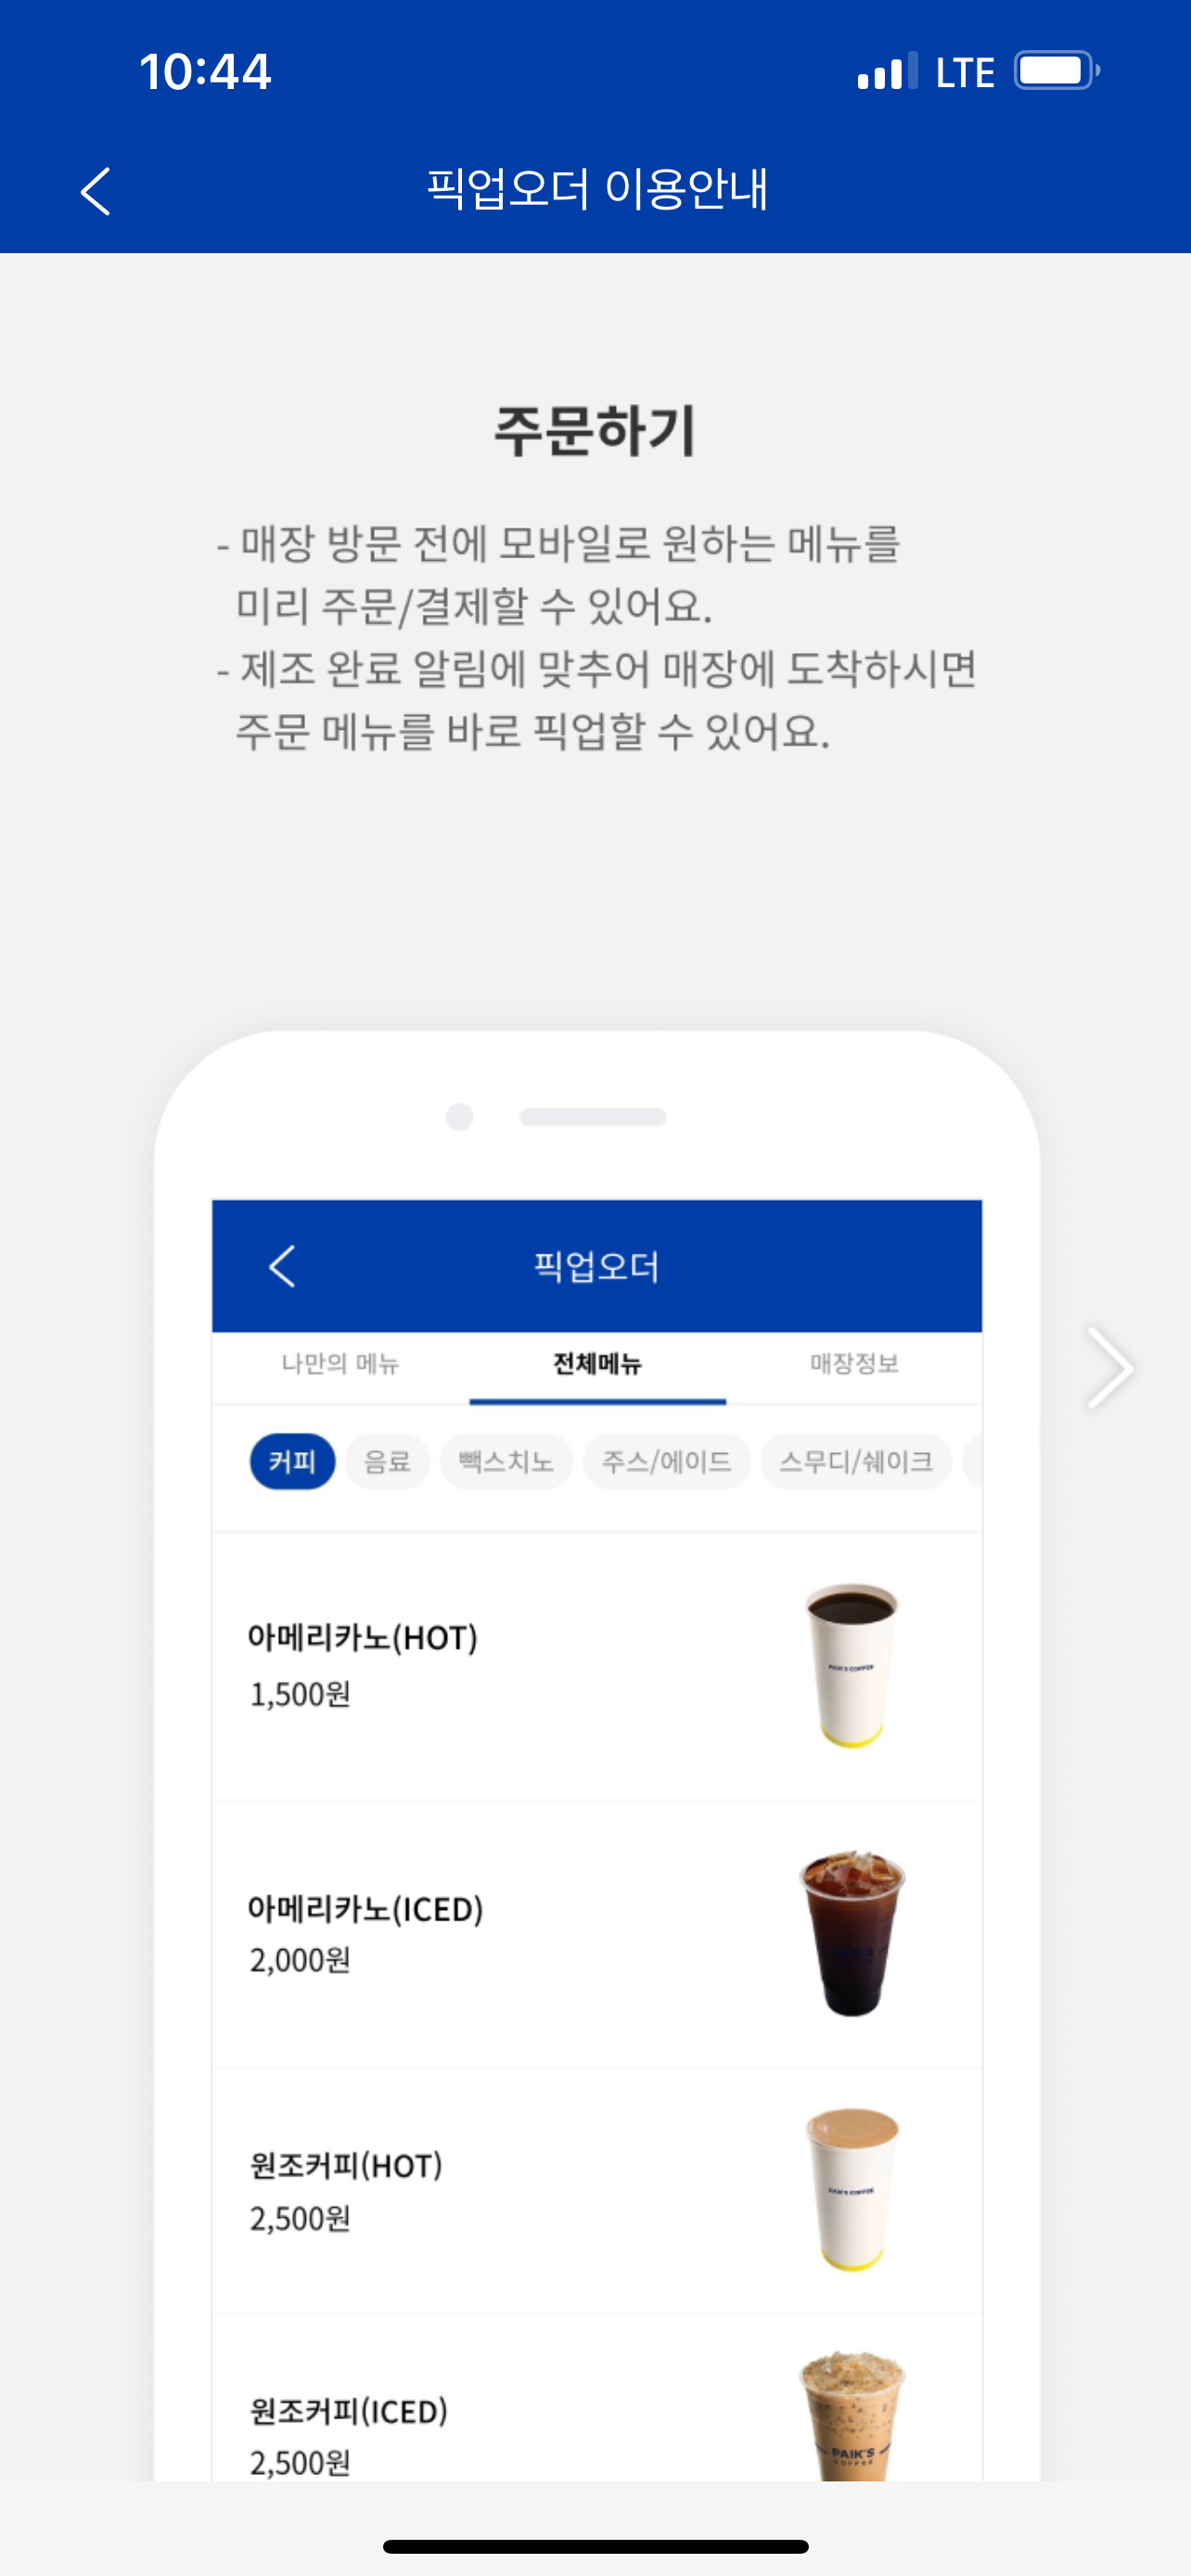 10:44
LTE
픽업오더 이용안내
주문하기
- 매장 방문 전에 모바일로 원하는 메뉴를
미리 주문/결제할 수 있어요.
- 제조 완료 알림에 맞추어 매장에 도착하시면
주문 메뉴를 바로 픽업할 수 있어요.
픽업오더
나만의 메뉴 전체메뉴 매장정보
커피 음료 빽스치노 주스/에이드 스무디/쉐이크
아메리카노(HOT)
1,500원
PAIK'S COFFEE
아메리카노(ICED)
2,000원
PAIK'S
원조커피(HOT)
2,500원
PAIK'S COFFEE
원조커피(ICED)
2,500원
PAIK'S
COFFEE